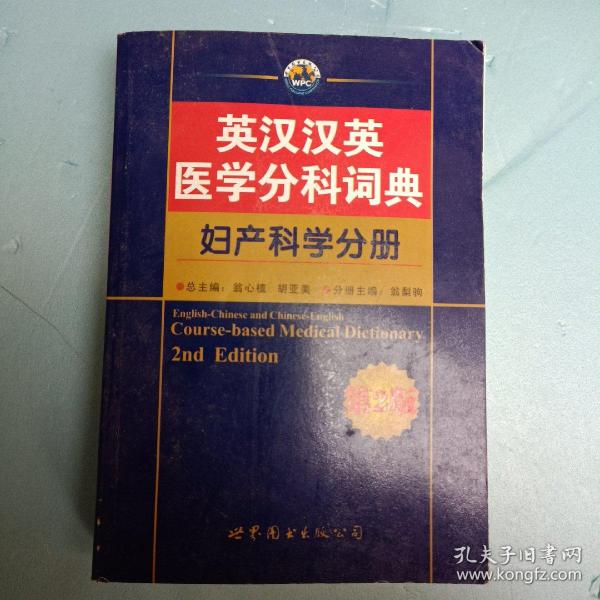 WPC
英汉汉英
医学分科词典
妇产科学分册
●总主编：翁心植 胡亚美 ●分册主编：翁梨驹
English-Chinese and Chinese-English
Course-based Medical Dictionary
2nd Edition
第2版
世界图书出版公司
孔夫子旧书网
www.kongfz.com